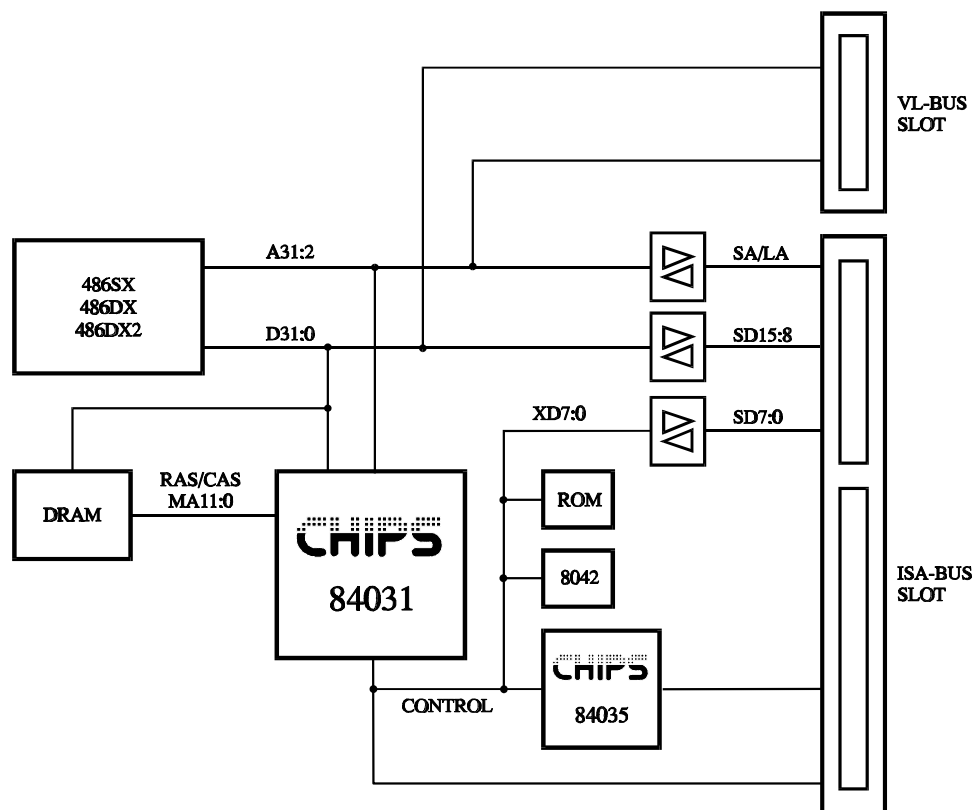 VL-BUS
SLOT
A31:2
SA/LA
486SX
486DX
486DX2
D31:0
SD15:8
XD7:0
SD7:0
RAS/CAS
MA11:0
DRAM
ROM
CHIPS
84031
8042
ISA-BUS
SLOT
CHIPS
84035
CONTROL